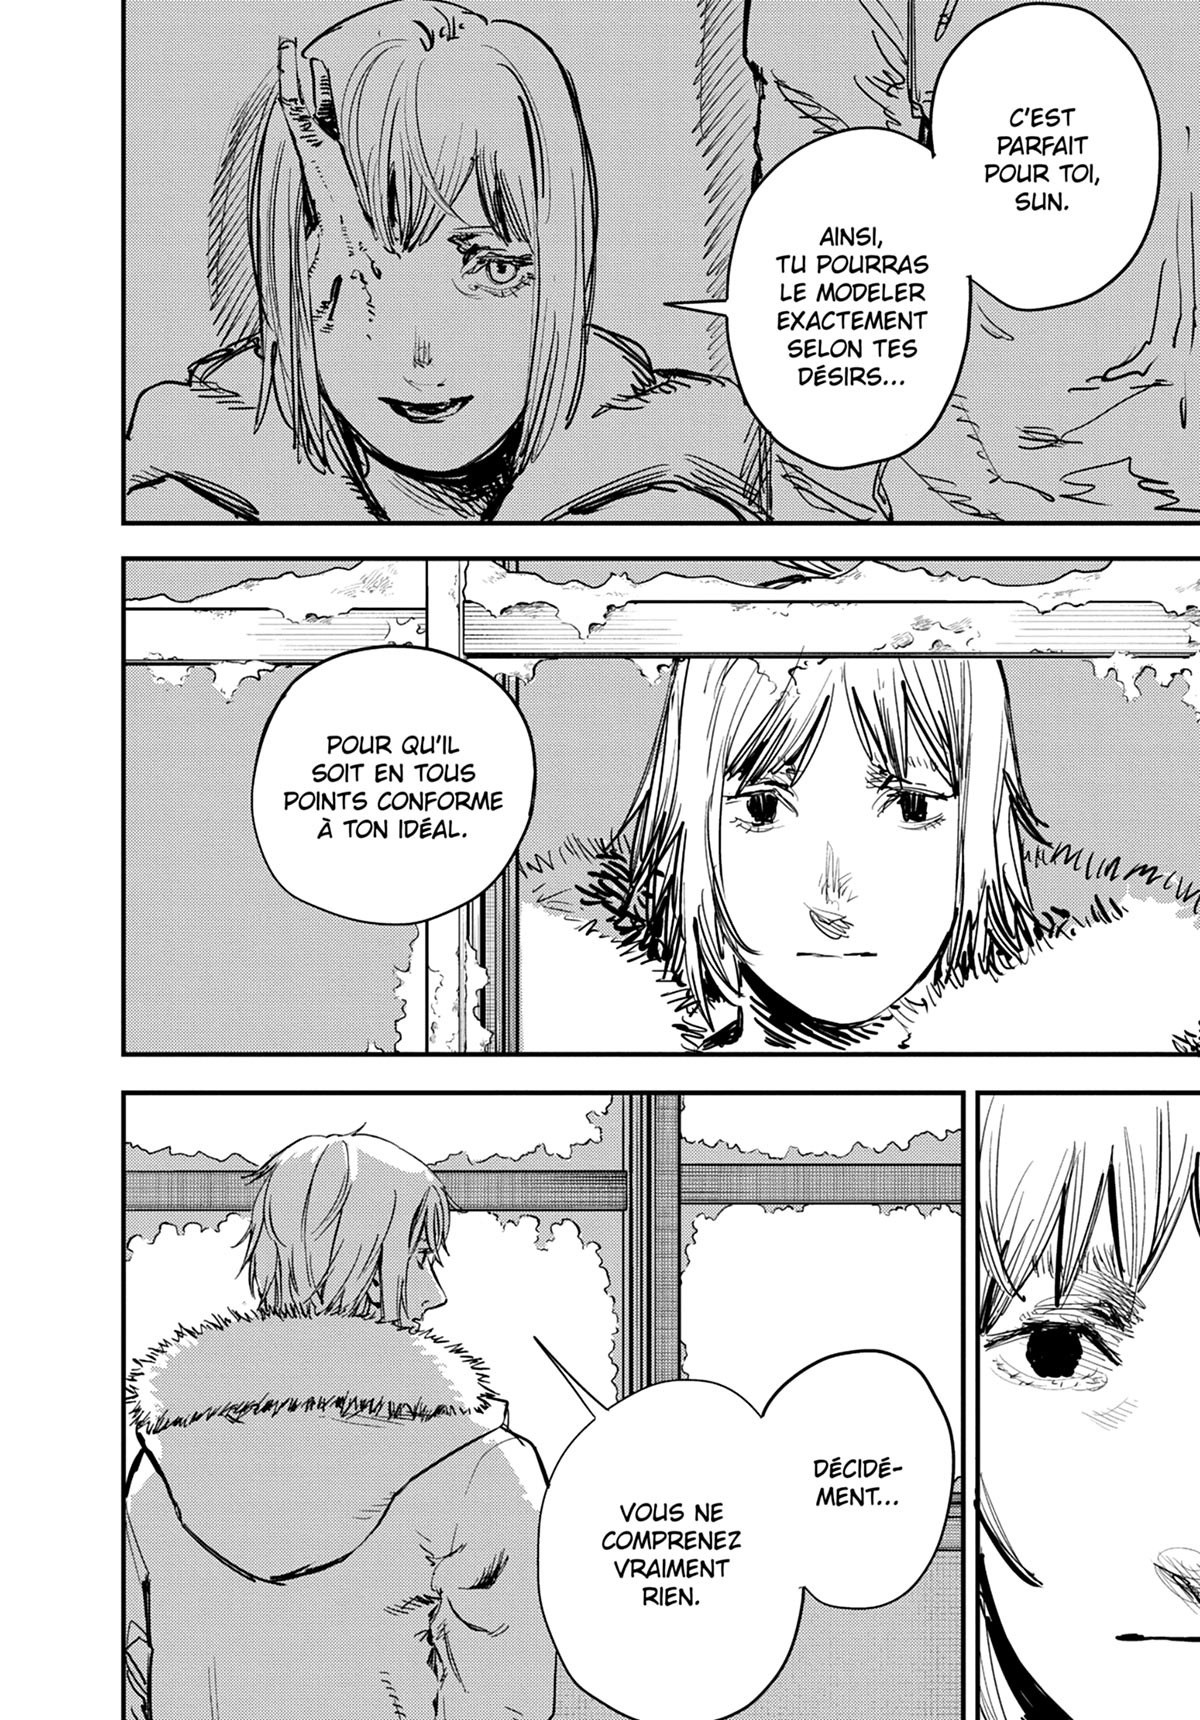 C'EST
PARFAIT
POUR TOI,
SUN.
AINSI,
TU POURRAS
LE MODELER
EXACTEMENT
SELON TES
DÉSIRS...
POUR QU'IL
SOIT EN TOUS
POINTS CONFORME
À TON IDÉAL.
DÉCIDÉ-
MENT...
VOUS NE
COMPRENEZ
VRAIMENT
RIEN.